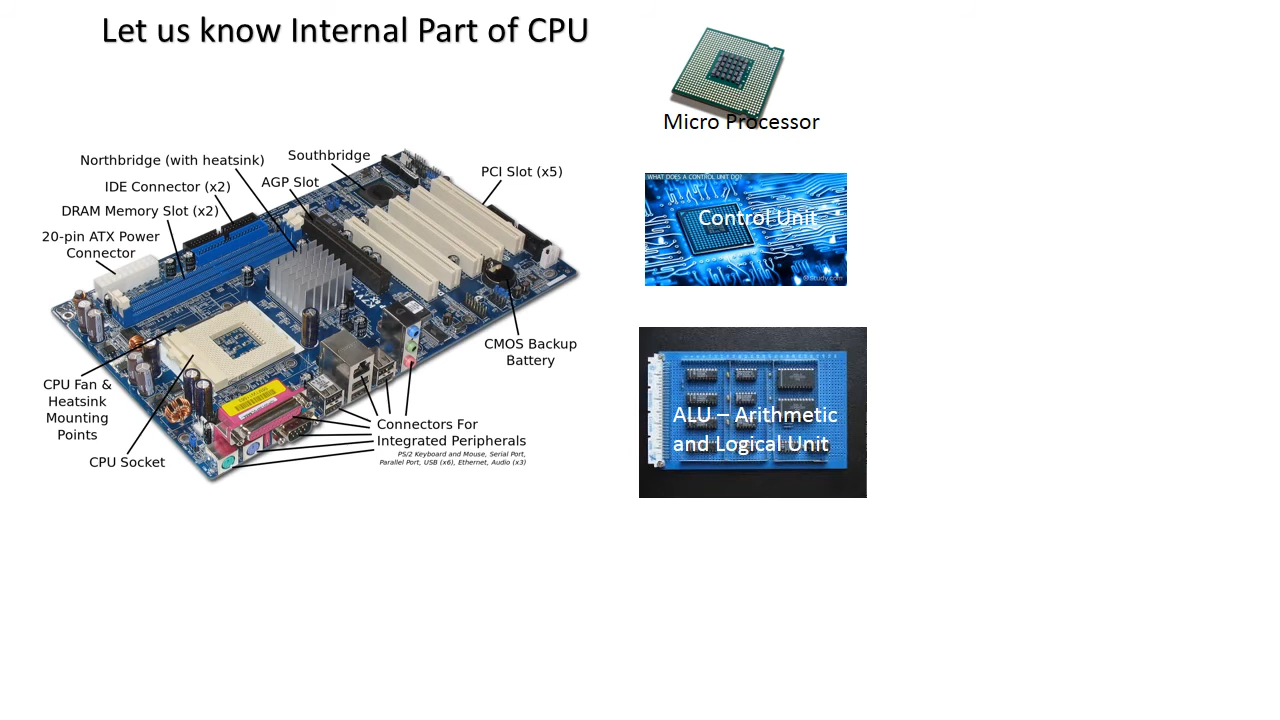 Let us know Internal Part of CPU
Micro Processor
Northbridge (with heatsink)
Southbridge
IDE Connector (x2)
AGP Slot
PCI Slot (x5)
DRAM Memory Slot (x2)
20-pin ATX Power
Connector
WHAT DOES A CONTROL UNIT DO?
Control Unit
©Study.com
CMOS Backup
Battery
CPU Fan &
Heatsink
Mounting
Points
CPU Socket
Connectors For
Integrated Peripherals
PS/2 Keyboard and Mouse, Serial Port,
Parallel Port, USB (x6), Ethernet, Audio (x3)
ALU – Arithmetic
and Logical Unit